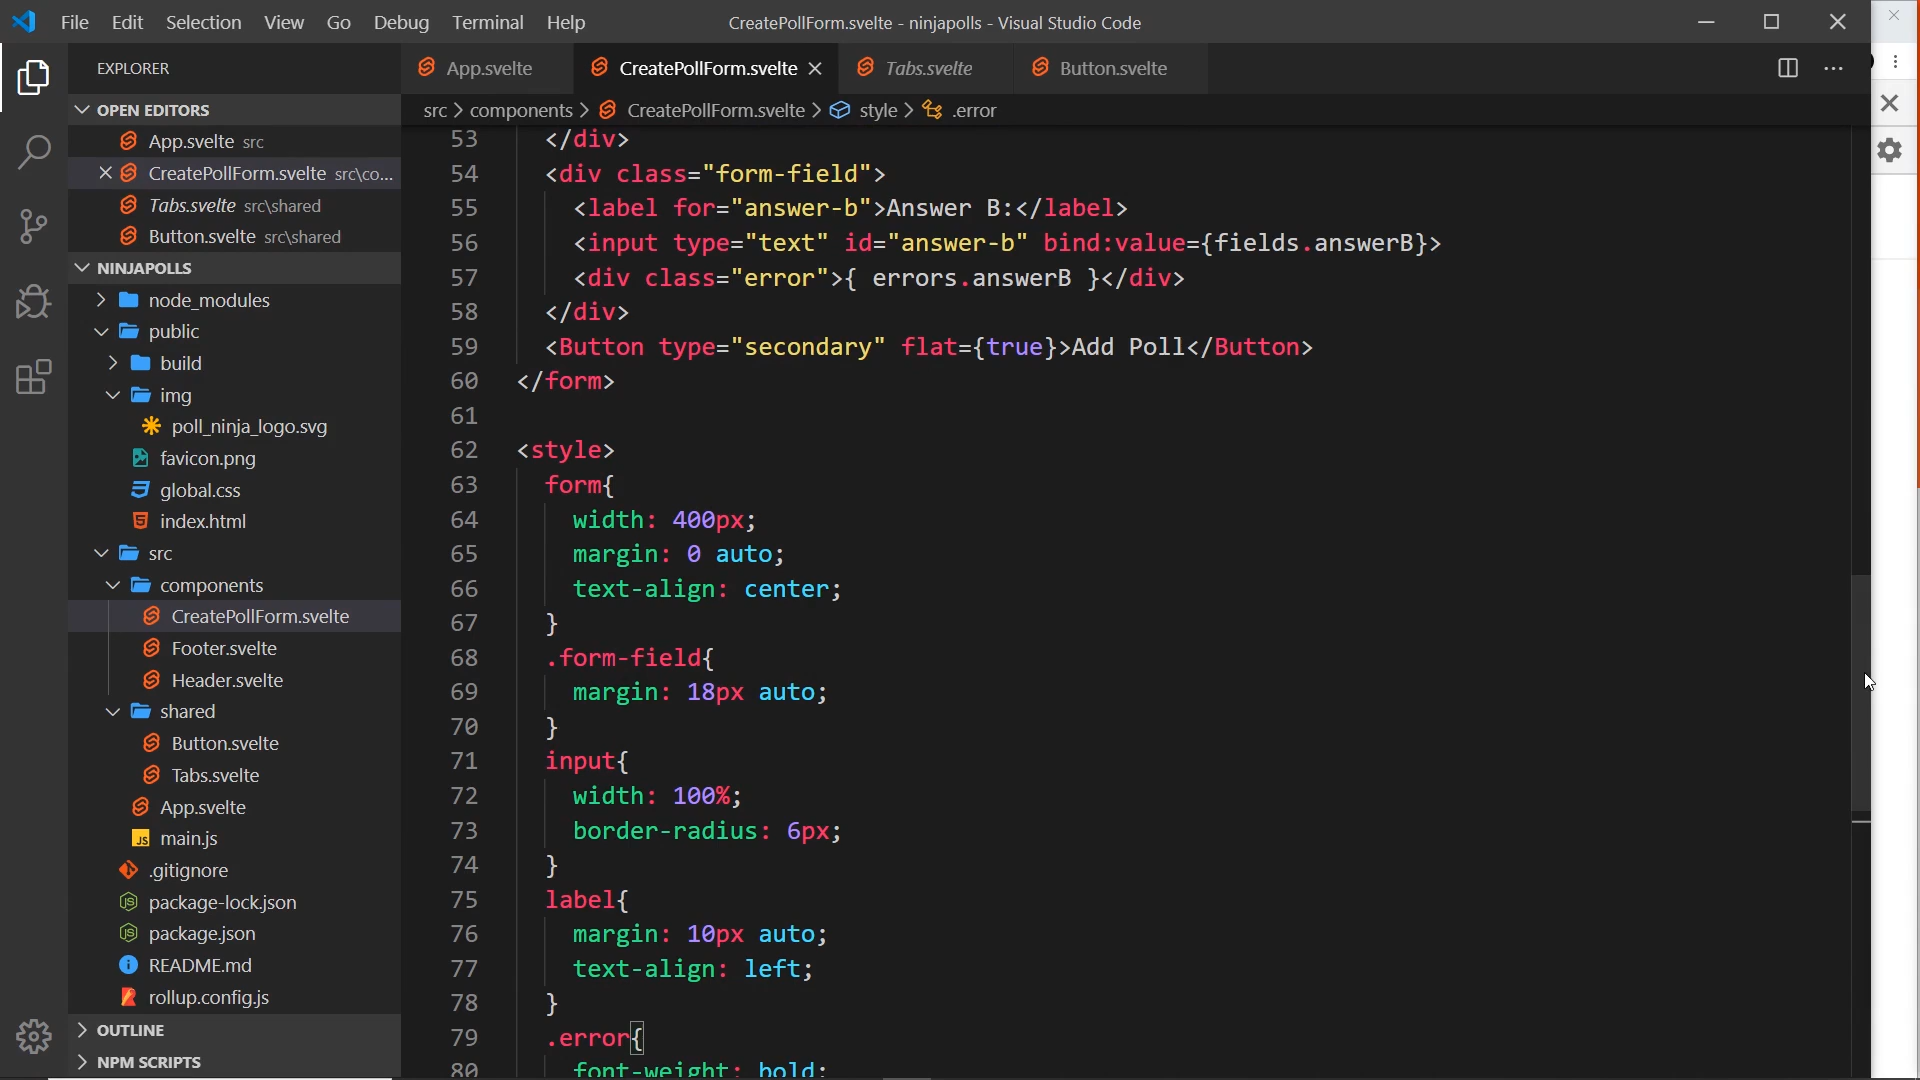 File Edit Selection View Go Debug Terminal Help
CreatePollForm.svelte - ninjapolls - Visual Studio Code
EXPLORER
OPEN EDITORS
App.svelte src
CreatePollForm.svelte src\co...
Tabs.svelte src\shared
Button.svelte src\shared
NINJAPOLLS
node_modules
public
build
img
poll_ninja_logo.svg
favicon.png
global.css
index.html
src
components
CreatePollForm.svelte
Footer.svelte
Header.svelte
shared
Button.svelte
Tabs.svelte
App.svelte
JS main.js
.gitignore
package-lock.json
package.json
README.md
rollup.config.js
OUTLINE
NPM SCRIPTS
App.svelte CreatePollForm.svelte Tabs.svelte Button.svelte
src > components > CreatePollForm.svelte > style > .error
53 </div>
54 <div class="form-field">
55 <label for="answer-b">Answer B:</label>
56 <input type="text" id="answer-b" bind:value={fields.answerB}>
57 <div class="error">{ errors.answerB }</div>
58 </div>
59 <Button type="secondary" flat={true}>Add Poll</Button>
60 </form>
61
62 <style>
63 form{
64 width: 400px;
65 margin: 0 auto;
66 text-align: center;
67 }
68 .form-field{
69 margin: 18px auto;
70 }
71 input{
72 width: 100%;
73 border-radius: 6px;
74 }
75 label{
76 margin: 10px auto;
77 text-align: left;
78 }
79 .error{
80 font-weight: bold;